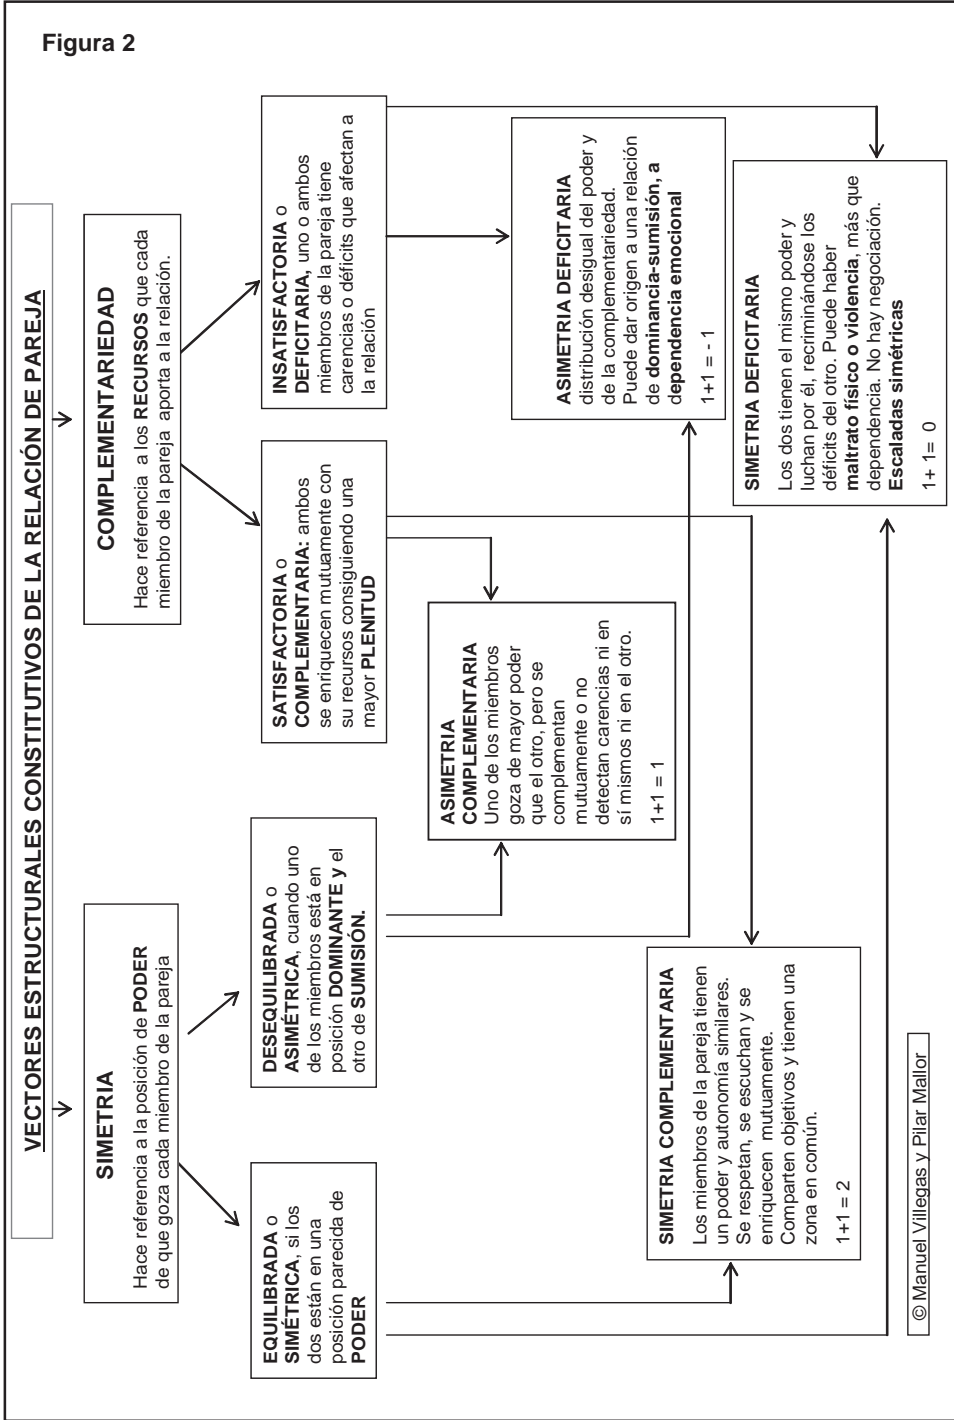 Figura 2
VECTORES ESTRUCTURALES CONSTITUTIVOS DE LA RELACIÓN DE PAREJA
SIMETRIA
Hace referencia a la posición de PODER
de que goza cada miembro de la pareja
COMPLEMENTARIEDAD
Hace referencia a los RECURSOS que cada
miembro de la pareja aporta a la relación.
EQUILIBRADA o
SIMÉTRICA, si los
dos están en una
posición parecida de
PODER
DESEQUILIBRADA o
ASIMÉTRICA, cuando uno
de los miembros está en
posición DOMINANTE y el
otro de SUMISIÓN.
SATISFACTORIA o
COMPLEMENTARIA: ambos
se enriquecen mutuamente con
su recursos consiguiendo una
mayor PLENITUD
INSATISFACTORIA o
DEFICITARIA, uno o ambos
miembros de la pareja tiene
carencias o déficits que afectan a
la relación
ASIMETRIA
COMPLEMENTARIA
Uno de los miembros
goza de mayor poder
que el otro, pero se
complementan
mutuamente o no
detectan carencias ni en
sí mismos ni en el otro.
1+1 = 1
ASIMETRIA DEFICITARIA
distribución desigual del poder y
de la complementariedad.
Puede dar origen a una relación
de dominancia-sumisión, a
dependencia emocional
1+1 = - 1
SIMETRIA COMPLEMENTARIA
Los miembros de la pareja tienen
un poder y autonomía similares.
Se respetan, se escuchan y se
enriquecen mutuamente.
Comparten objetivos y tienen una
zona en común.
1+1 = 2
SIMETRIA DEFICITARIA
Los dos tienen el mismo poder y
luchan por él, recriminándose los
déficits del otro. Puede haber
maltrato físico o violencia, más que
dependencia. No hay negociación.
Escaladas simétricas
1+ 1= 0
© Manuel Villegas y Pilar Mallor